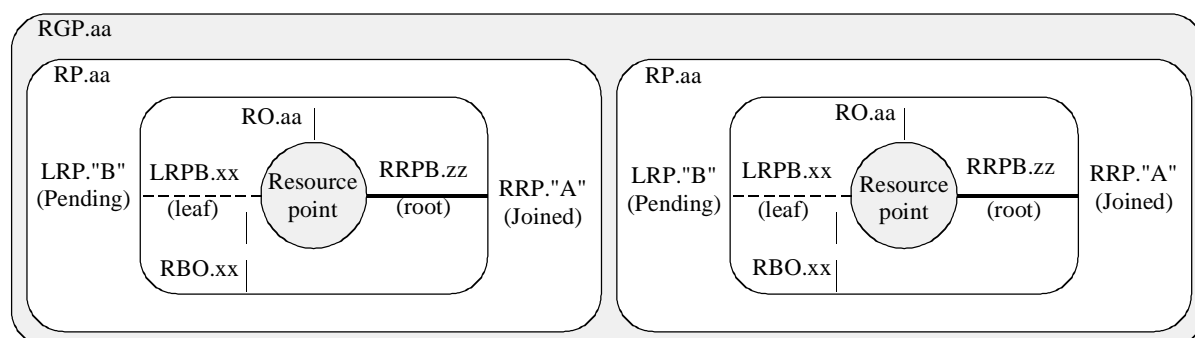 RGP.aa
RP.aa
RO.aa
LRP."B"
(Pending)
LRPB.xx
(leaf)
Resource
point
RRPB.zz
(root)
RRP."A"
(Joined)
RBO.xx
RP.aa
RO.aa
LRP."B"
(Pending)
LRPB.xx
(leaf)
Resource
point
RRPB.zz
(root)
RRP."A"
(Joined)
RBO.xx